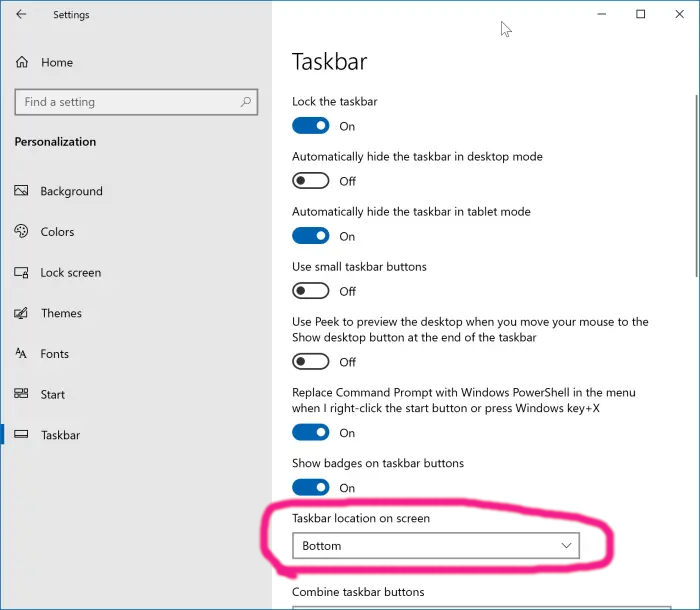 Settings
Home
Find a setting
Personalization
Background
Colors
Lock screen
Themes
Fonts
Start
Taskbar
Taskbar
Lock the taskbar
On
Automatically hide the taskbar in desktop mode
Off
Automatically hide the taskbar in tablet mode
On
Use small taskbar buttons
Off
Use Peek to preview the desktop when you move your mouse to the
Show desktop button at the end of the taskbar
Off
Replace Command Prompt with Windows PowerShell in the menu
when I right-click the start button or press Windows key+X
On
Show badges on taskbar buttons
On
Taskbar location on screen
Bottom
Combine taskbar buttons